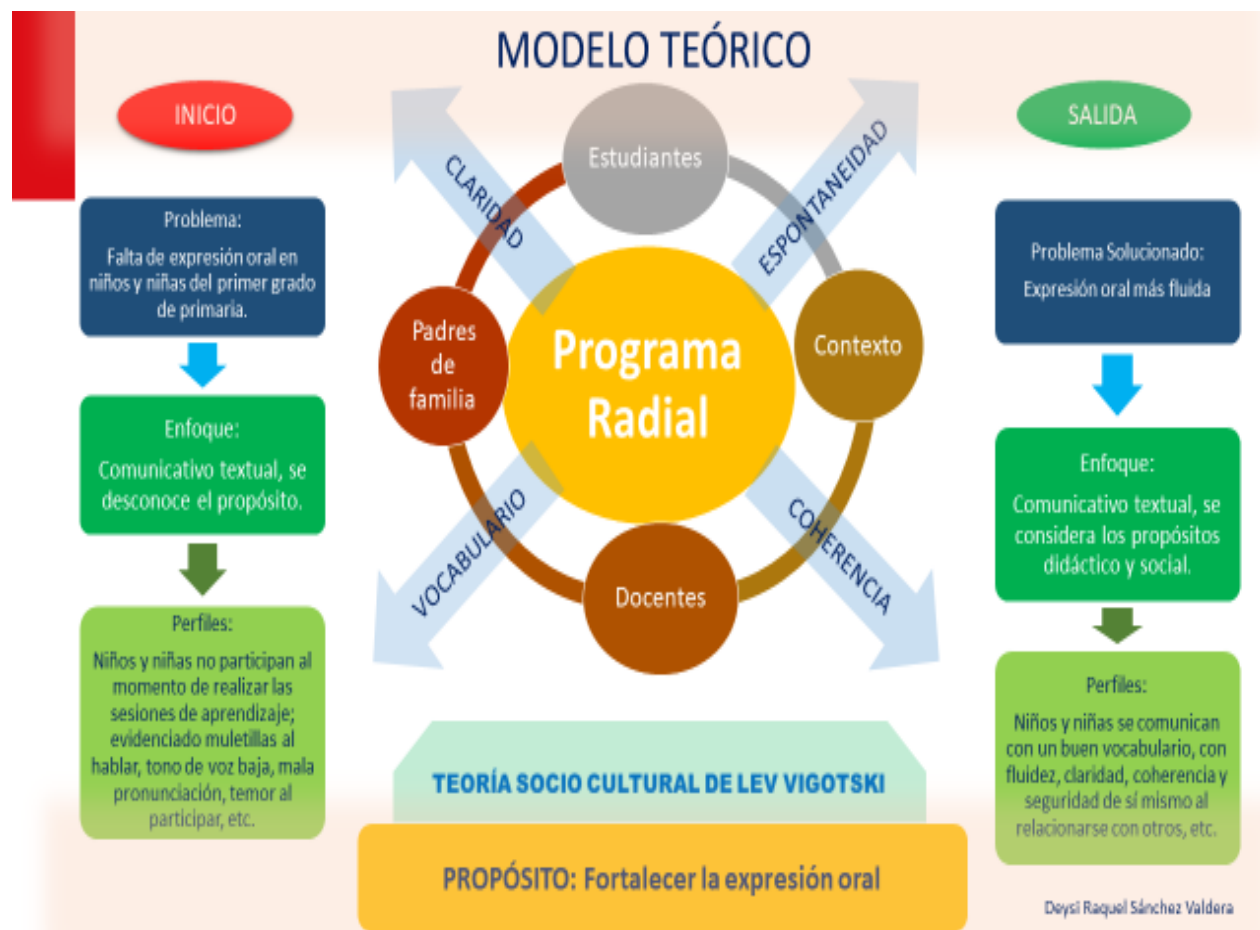 MODELO TEÓRICO
INICIO
Problema:
Falta de expresión oral en
niños y niñas del primer grado
de primaria.
Enfoque:
Comunicativo textual, se
desconoce el propósito.
Perfiles:
Niños y niñas no participan al
momento de realizar las
sesiones de aprendizaje;
evidenciado muletillas al
hablar, tono de voz baja, mala
pronunciación, temor al
participar, etc.
CLARIDAD
Estudiantes
ESPONTANEIDAD
Padres
de
familia
Programa
Radial
Contexto
VOCABULARIO
Docentes
COHERENCIA
TEORÍA SOCIO CULTURAL DE LEV VIGOTSKI
PROPÓSITO: Fortalecer la expresión oral
SALIDA
Problema Solucionado:
Expresión oral más fluida
Enfoque:
Comunicativo textual, se
considera los propósitos
didáctico y social.
Perfiles:
Niños y niñas se comunican
con un buen vocabulario, con
fluidez, claridad, coherencia y
seguridad de sí mismo al
relacionarse con otros, etc.
Deysi Raquel Sánchez Valdera